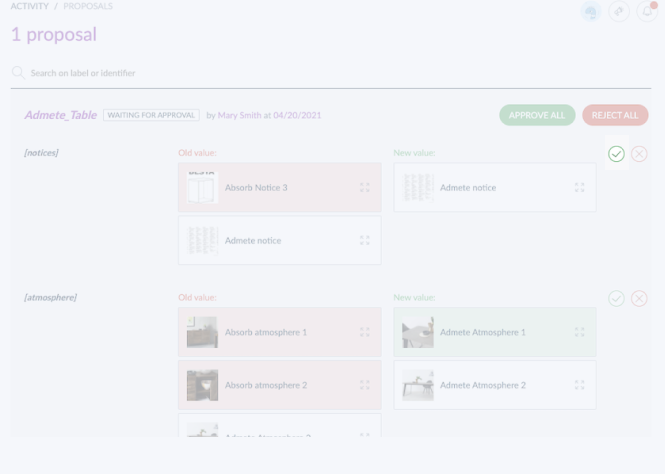 ACTIVITY / PROPOSALS
1 proposal
Search on label or identifier
Admete_Table WAITING FOR APPROVAL by Mary Smith at 04/20/2021 APPROVE ALL REJECT ALL
[notices] Old value: New value:
Absorb Notice 3 Admete notice
Admete notice
[atmosphere] Old value: New value:
Absorb atmosphere 1 Admete Atmosphere 1
Absorb atmosphere 2 Admete Atmosphere 2